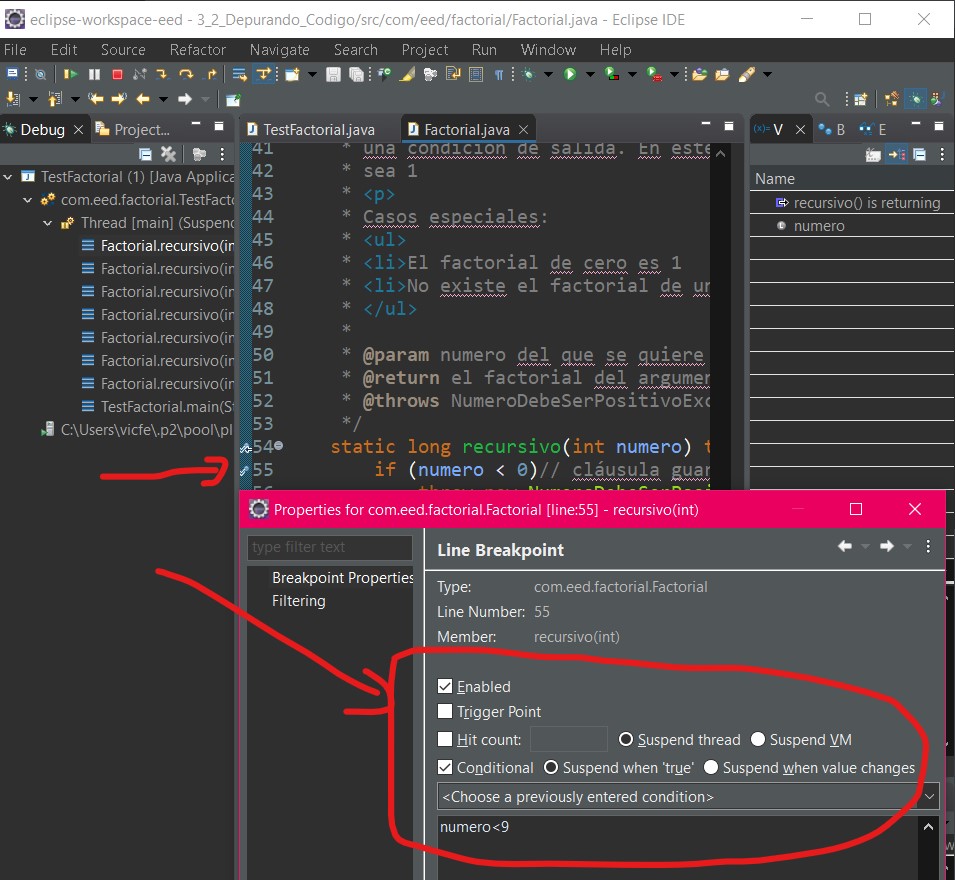 eclipse-workspace-eed - 3_2_Depurando_Codigo/src/com/eed/factorial/Factorial.java - Eclipse IDE
File Edit Source Refactor Navigate Search Project Run Window Help
Debug Project... TestFactorial.java Factorial.java (x)= V B E
TestFactorial (1) [Java Applica
com.eed.factorial.TestFacto
Thread [main] (Suspend
Factorial.recursivo(in
Factorial.recursivo(in
Factorial.recursivo(in
Factorial.recursivo(in
Factorial.recursivo(in
Factorial.recursivo(in
Factorial.recursivo(in
TestFactorial.main(S
C:\Users\vicfe\.p2\pool\pl
41 * una condición de salida. En este
42 * sea 1
43 * <p>
44 * Casos especiales:
45 * <ul>
46 * <li>El factorial de cero es 1
47 * <li>No existe el factorial de un
48 * </ul>
49 *
50 * @param numero del que se quiere
51 * @return el factorial del argumen
52 * @throws NumeroDebeSerPositivoExc
53 */
54 static long recursivo(int numero) t
55 if (numero < 0)// cláusula guar
56 throw new NumeroDebeSerPosi
Name
recursivo() is returning
numero
Properties for com.eed.factorial.Factorial [line:55] - recursivo(int)
type filter text
Breakpoint Properties
Filtering
Line Breakpoint
Type: com.eed.factorial.Factorial
Line Number: 55
Member: recursivo(int)
Enabled
Trigger Point
Hit count: Suspend thread Suspend VM
Conditional Suspend when 'true' Suspend when value changes
<Choose a previously entered condition>
numero<9